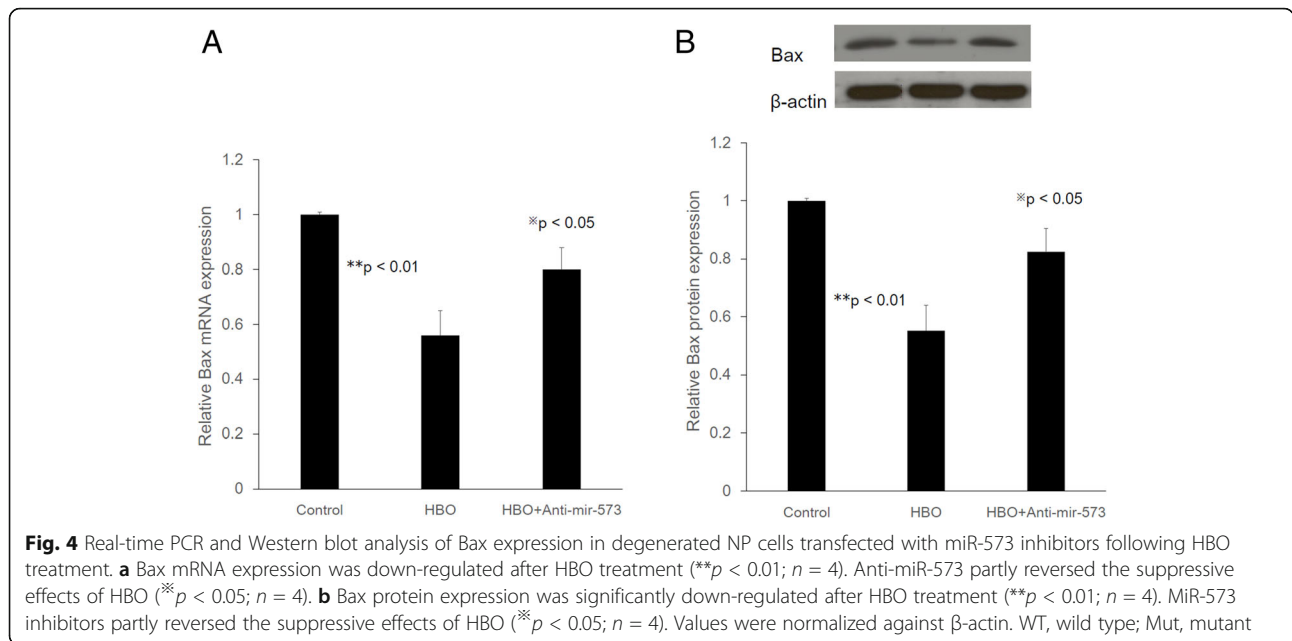 A
B
Bax
β-actin
1.2
1
0.8
0.6
0.4
0.2
0
Relative Bax mRNA expression
**p < 0.01
※p < 0.05
Control
HBO
HBO+Anti-mir-573
1.2
1
0.8
0.6
0.4
0.2
0
Relative Bax protein expression
**p < 0.01
※p < 0.05
Control
HBO
HBO+Anti-mir-573
Fig. 4 Real-time PCR and Western blot analysis of Bax expression in degenerated NP cells transfected with miR-573 inhibitors following HBO
treatment. a Bax mRNA expression was down-regulated after HBO treatment (**p < 0.01; n = 4). Anti-miR-573 partly reversed the suppressive
effects of HBO (※p < 0.05; n = 4). b Bax protein expression was significantly down-regulated after HBO treatment (**p < 0.01; n = 4). MiR-573
inhibitors partly reversed the suppressive effects of HBO (※p < 0.05; n = 4). Values were normalized against β-actin. WT, wild type; Mut, mutant